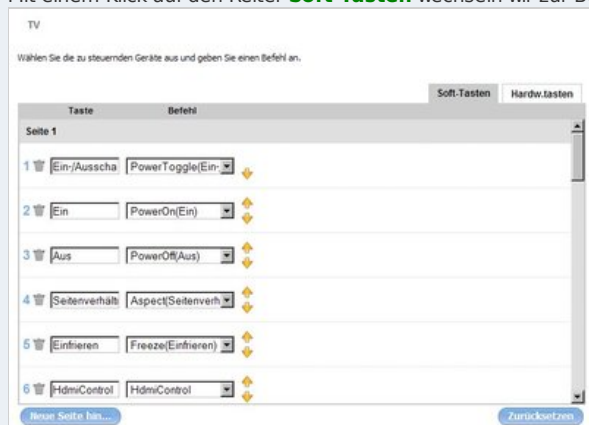 Mit einem Klick auf den Reiter Soft-Tasten wechseln wir zur D
TV
Wählen Sie die zu steuernden Geräte aus und geben Sie einen Befehl an.
Soft-Tasten Hardw.tasten
Taste Befehl
Seite 1
1 Ein-/Ausscha PowerToggle(Ein-
2 Ein PowerOn(Ein)
3 Aus PowerOff(Aus)
4 Seitenverhält Aspect(Seitenverh
5 Einfrieren Freeze(Einfrieren)
6 HdmiControl HdmiControl
Neue Seite hin... Zurücksetzen